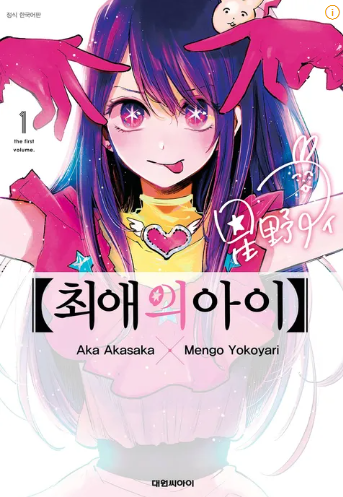 정식 한국어판
1
the first
volume.
星野アイ
【최애의 아이】
Aka Akasaka × Mengo Yokoyari
대원씨아이